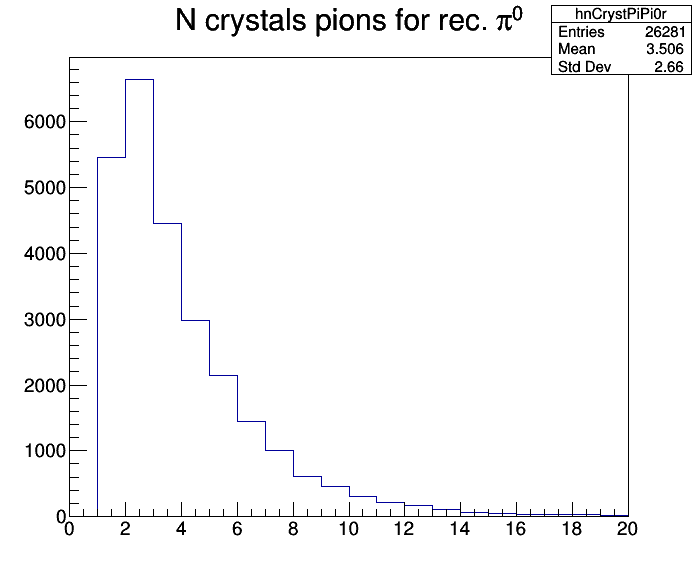 N crystals pions for rec. π⁰
hnCrystPiPi0r
Entries 26281
Mean 3.506
Std Dev 2.66
6000
5000
4000
3000
2000
1000
0
0 2 4 6 8 10 12 14 16 18 20